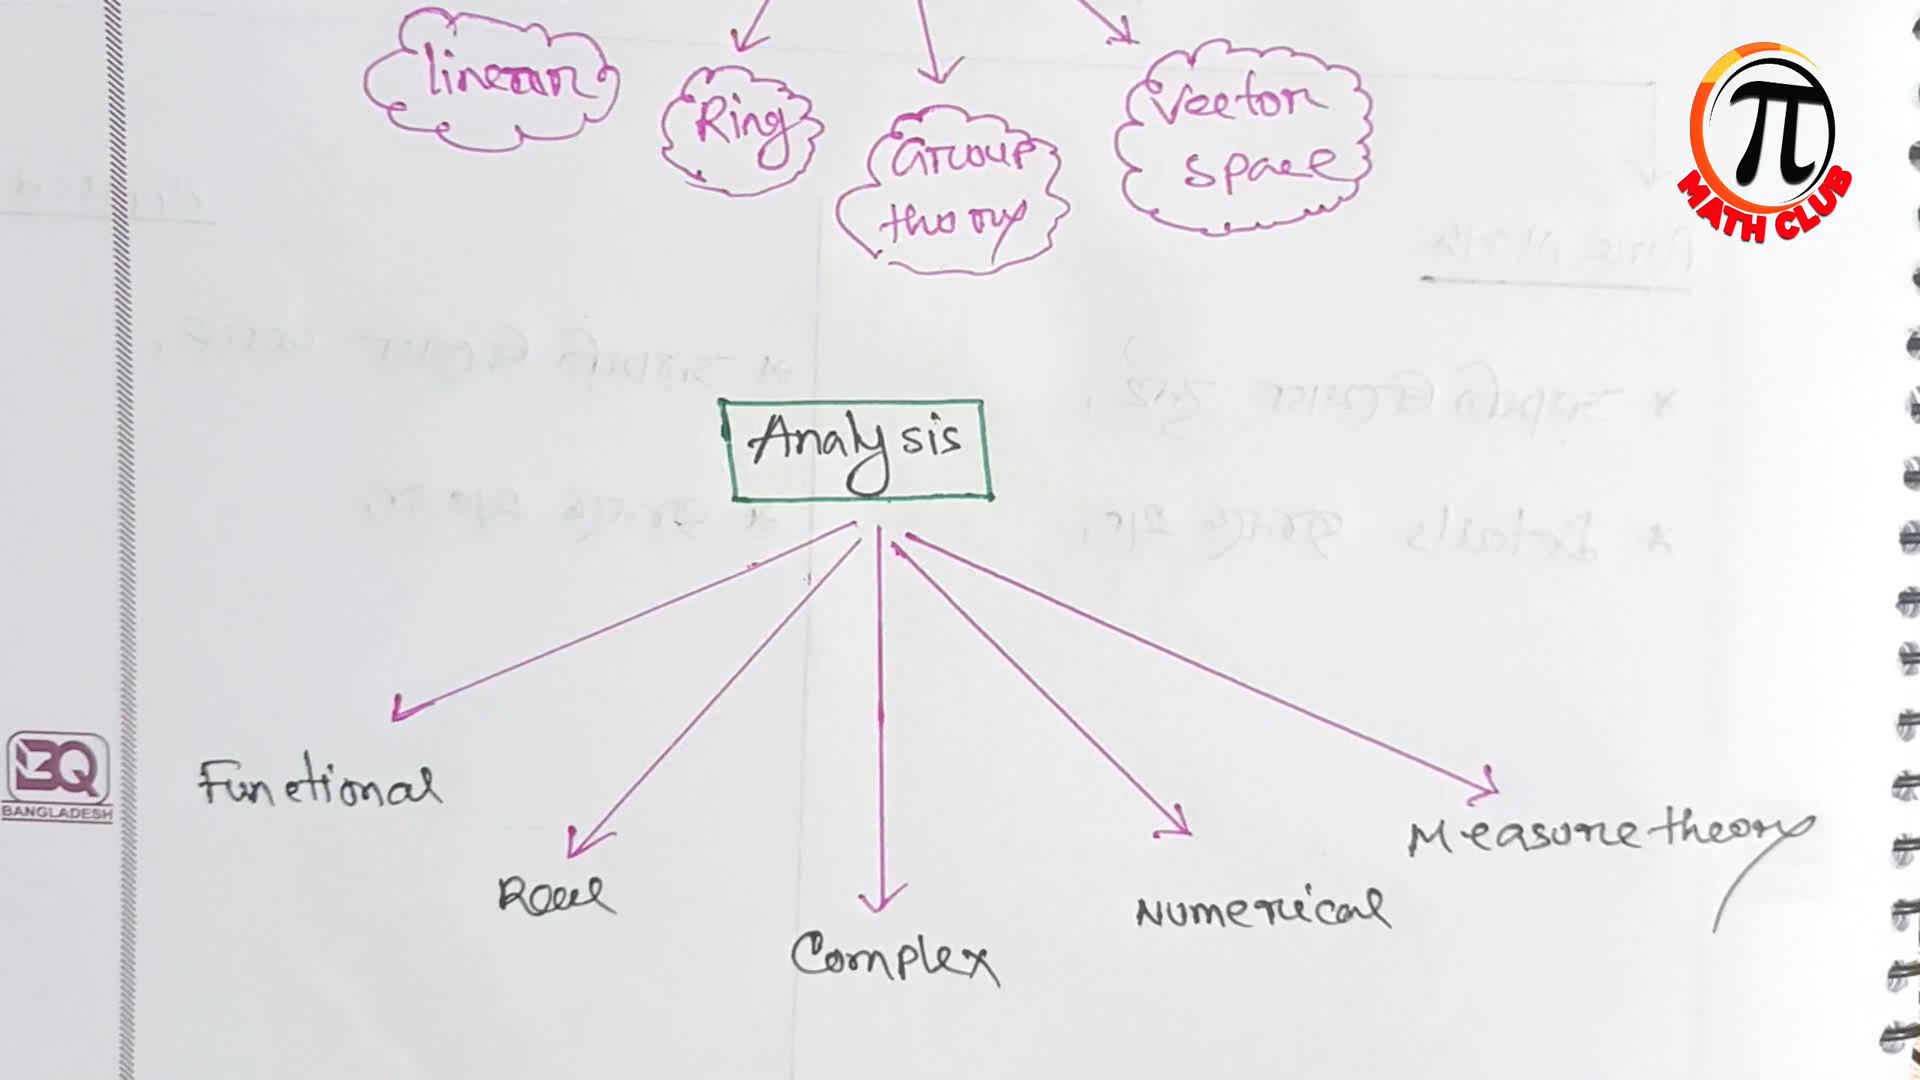 linear
Ring
Group
theory
Vector
space
π
MATH CLUB
Analysis
Functional
Real
Complex
Numerical
Measure theory
BQ
BANGLADESH